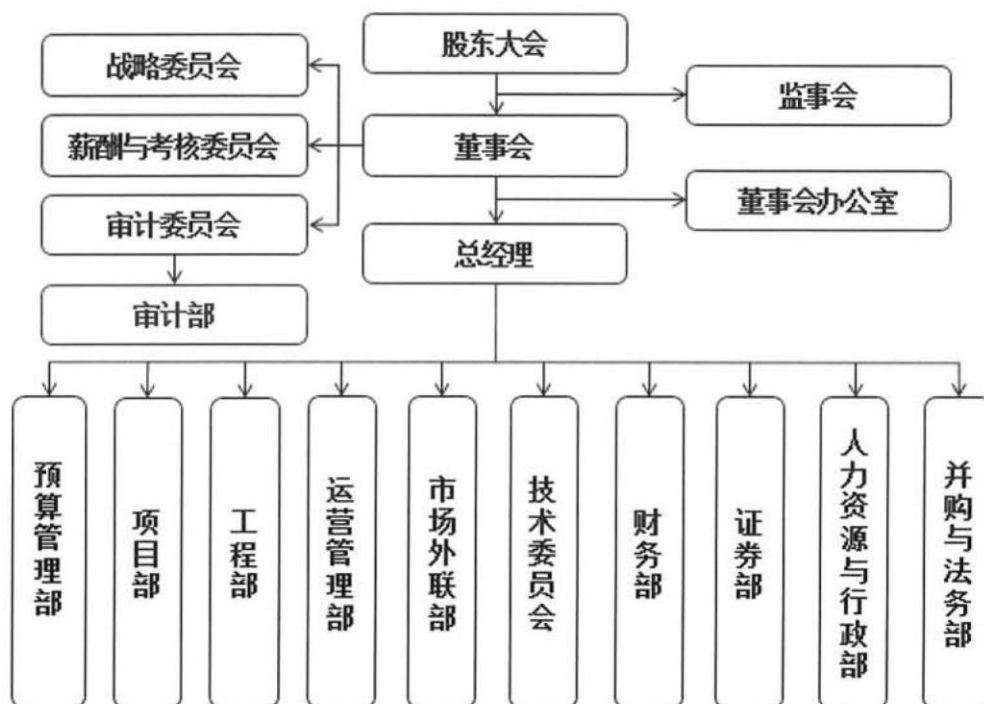 股东大会
战略委员会
监事会
薪酬与考核委员会
董事会
董事会办公室
审计委员会
总经理
审计部
预算管理部
项目部
工程部
运营管理部
市场外联部
技术委员会
财务部
证券部
人力资源与行政部
并购与法务部